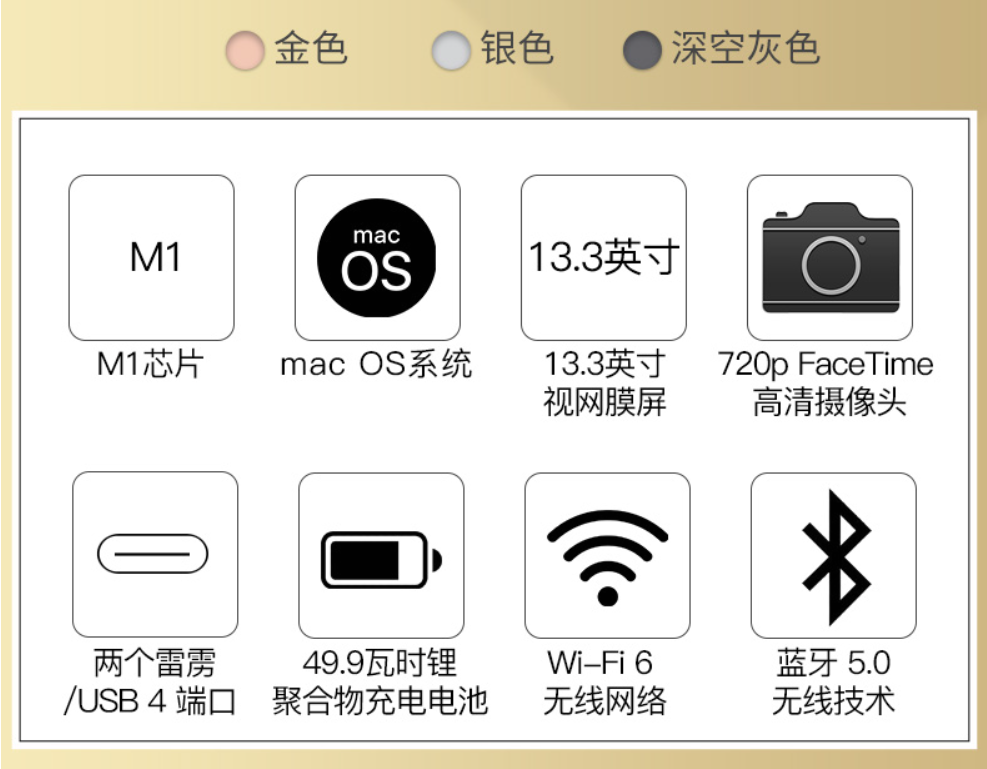 金色
银色
深空灰色
M1
mac
OS
13.3英寸
M1芯片
mac OS系统
13.3英寸
视网膜屏
720p FaceTime
高清摄像头
两个雷雳
/USB 4 端口
49.9瓦时锂
聚合物充电电池
Wi-Fi 6
无线网络
蓝牙 5.0
无线技术